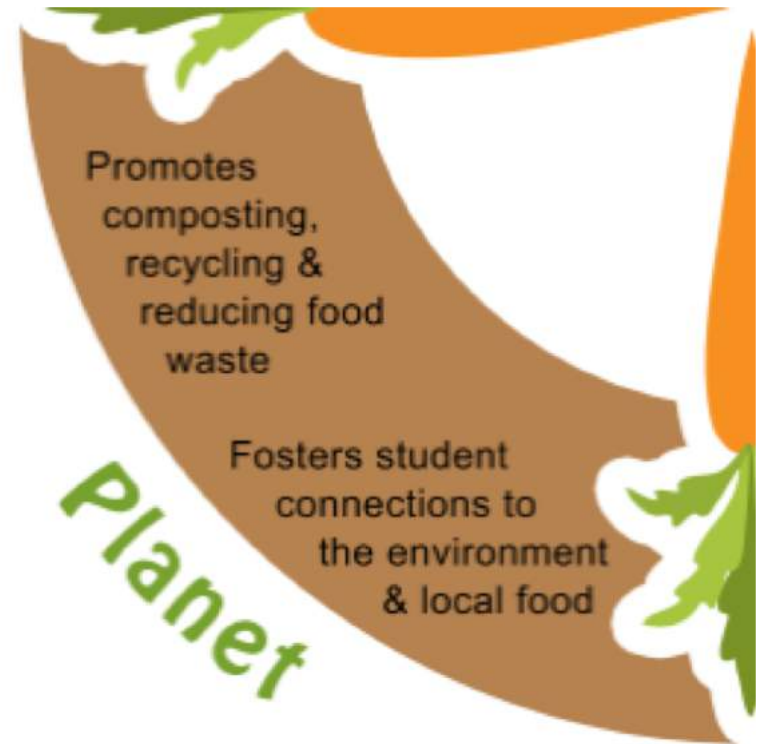 Promotes
composting,
recycling &
reducing food
waste
Fosters student
connections to
the environment
& local food
Planet